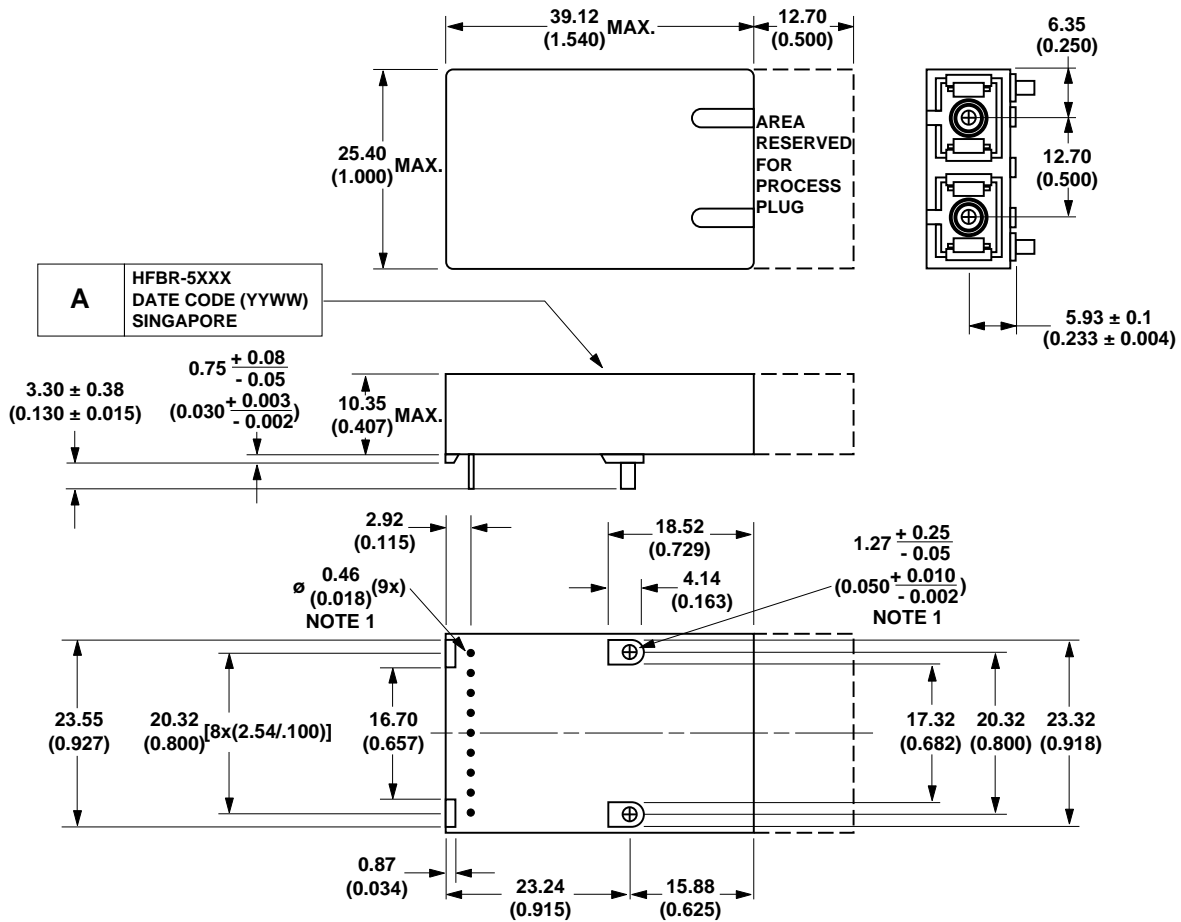 39.12
(1.540) MAX.
12.70
(0.500)
6.35
(0.250)
25.40
(1.000) MAX.
AREA
RESERVED
FOR
PROCESS
PLUG
12.70
(0.500)
A
HFBR-5XXX
DATE CODE (YYWW)
SINGAPORE
5.93 ± 0.1
(0.233 ± 0.004)
3.30 ± 0.38
(0.130 ± 0.015)
0.75 + 0.08
- 0.05
(0.030 + 0.003
- 0.002)
10.35
(0.407) MAX.
2.92
(0.115)
18.52
(0.729)
4.14
(0.163)
1.27 + 0.25
- 0.05
(0.050 + 0.010
- 0.002)
NOTE 1
ø 0.46
(0.018) (9x)
NOTE 1
23.55
(0.927)
20.32
(0.800) [8x(2.54/.100)]
16.70
(0.657)
17.32
(0.682)
20.32
(0.800)
23.32
(0.918)
0.87
(0.034)
23.24
(0.915)
15.88
(0.625)